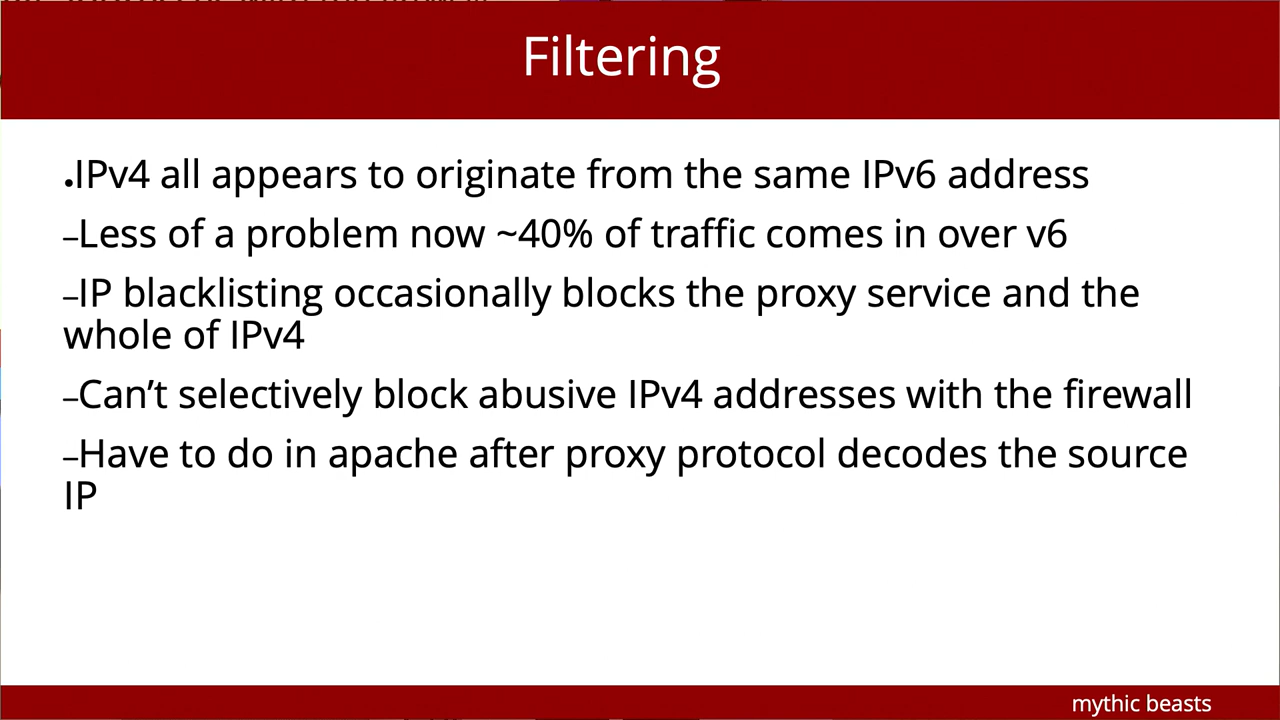 Filtering
•IPv4 all appears to originate from the same IPv6 address
–Less of a problem now ~40% of traffic comes in over v6
–IP blacklisting occasionally blocks the proxy service and the
whole of IPv4
–Can’t selectively block abusive IPv4 addresses with the firewall
–Have to do in apache after proxy protocol decodes the source
IP
mythic beasts